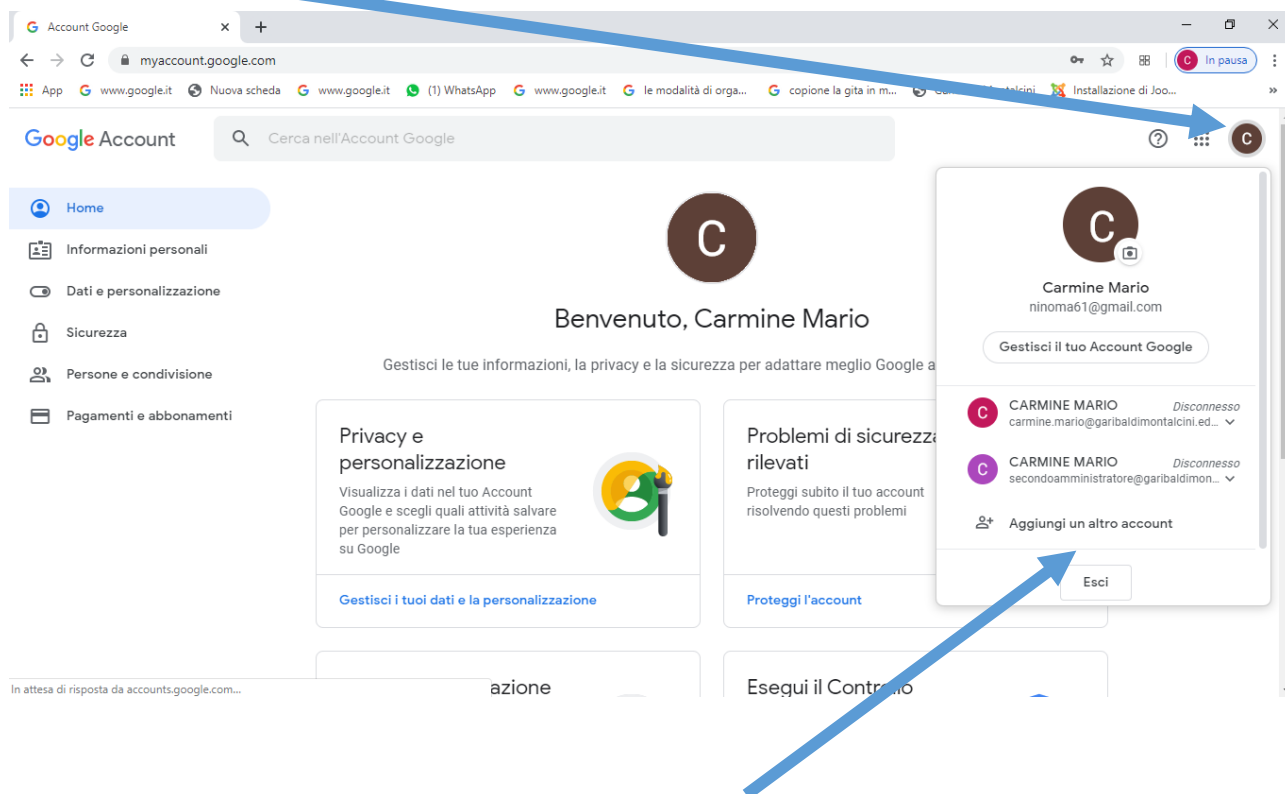 G Account Google
myaccount.google.com
C In pausa
App G www.google.it Nuova scheda G www.google.it (1) WhatsApp G www.google.it G le modalità di orga... G copione la gita in m... Installazione di Joo... »
Google Account
Cerca nell'Account Google
C
Home
Informazioni personali
Dati e personalizzazione
Sicurezza
Persone e condivisione
Pagamenti e abbonamenti
C
Benvenuto, Carmine Mario
Gestisci le tue informazioni, la privacy e la sicurezza per adattare meglio Google a
Privacy e
personalizzazione
Visualizza i dati nel tuo Account
Google e scegli quali attività salvare
per personalizzare la tua esperienza
su Google
Gestisci i tuoi dati e la personalizzazione
Problemi di sicurezza
rilevati
Proteggi subito il tuo account
risolvendo questi problemi
Proteggi l'account
azione
Esegui il Controllo
C
Carmine Mario
ninoma61@gmail.com
Gestisci il tuo Account Google
C CARMINE MARIO Disconnesso
carmine.mario@garibaldimontalcini.ed...
C CARMINE MARIO Disconnesso
secondoamministratore@garibaldimon...
Aggiungi un altro account
Esci
In attesa di risposta da accounts.google.com...